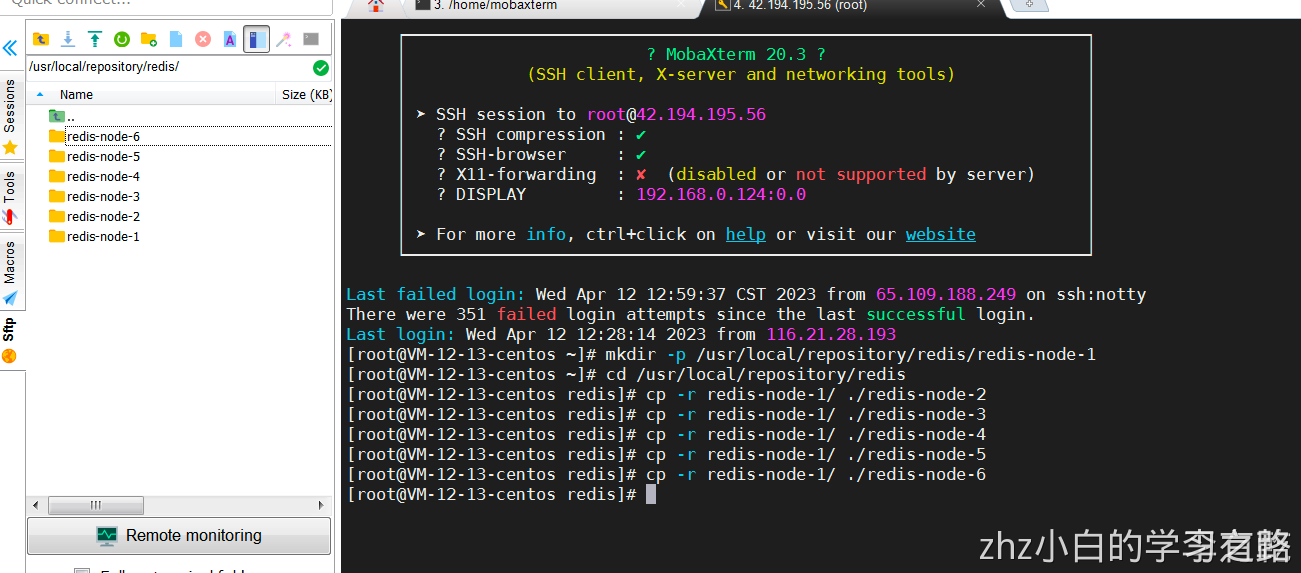 Quick connect...
3. /home/mobaxterm
4. 42.194.195.56 (root)
/usr/local/repository/redis/
Name
Size (KB)
..
redis-node-6
redis-node-5
redis-node-4
redis-node-3
redis-node-2
redis-node-1
Sessions
Tools
Macros
Sftp
Remote monitoring
? MobaXterm 20.3 ?
(SSH client, X-server and networking tools)
➤ SSH session to root@42.194.195.56
? SSH compression : ✔
? SSH-browser : ✔
? X11-forwarding : ✘ (disabled or not supported by server)
? DISPLAY : 192.168.0.124:0.0
➤ For more info, ctrl+click on help or visit our website
Last failed login: Wed Apr 12 12:59:37 CST 2023 from 65.109.188.249 on ssh:notty
There were 351 failed login attempts since the last successful login.
Last login: Wed Apr 12 12:28:14 2023 from 116.21.28.193
[root@VM-12-13-centos ~]# mkdir -p /usr/local/repository/redis/redis-node-1
[root@VM-12-13-centos ~]# cd /usr/local/repository/redis
[root@VM-12-13-centos redis]# cp -r redis-node-1/ ./redis-node-2
[root@VM-12-13-centos redis]# cp -r redis-node-1/ ./redis-node-3
[root@VM-12-13-centos redis]# cp -r redis-node-1/ ./redis-node-4
[root@VM-12-13-centos redis]# cp -r redis-node-1/ ./redis-node-5
[root@VM-12-13-centos redis]# cp -r redis-node-1/ ./redis-node-6
[root@VM-12-13-centos redis]#
zhz小白的学习之路